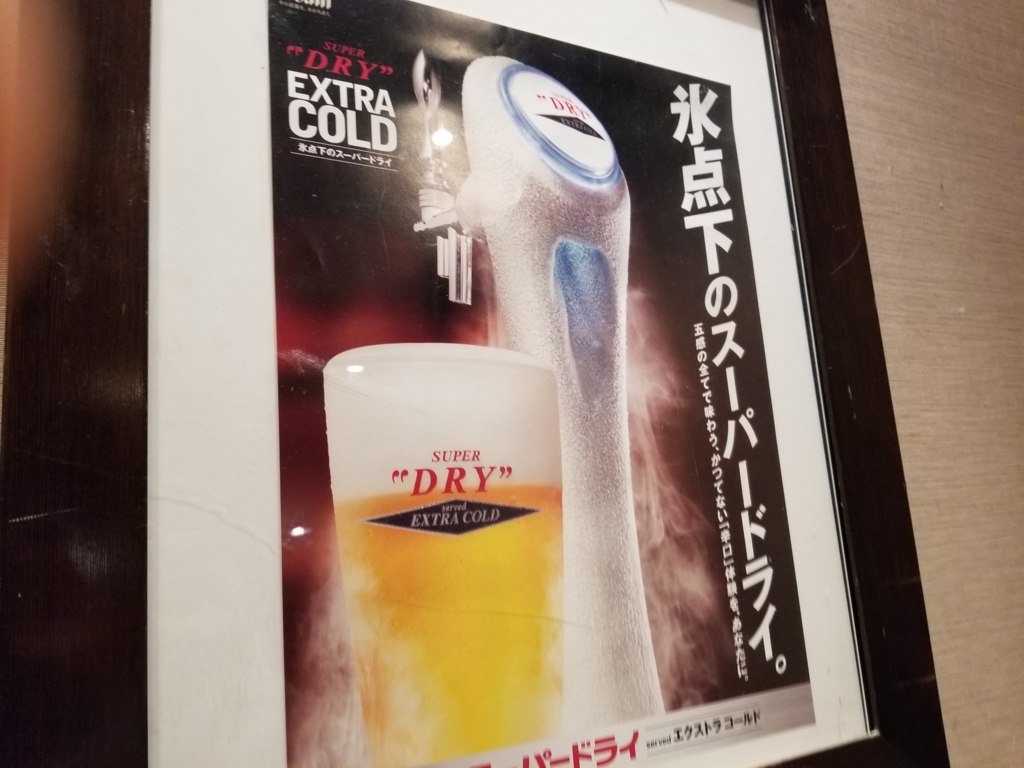 SUPER
"DRY"
EXTRA
COLD
氷点下のスーパードライ
"DRY"
氷点下のスーパードライ。
五感の全てで味わう、かつてない「辛口」体験を、あなたに。
SUPER
"DRY"
served
EXTRA COLD
スーパードライ served エクストラ コールド